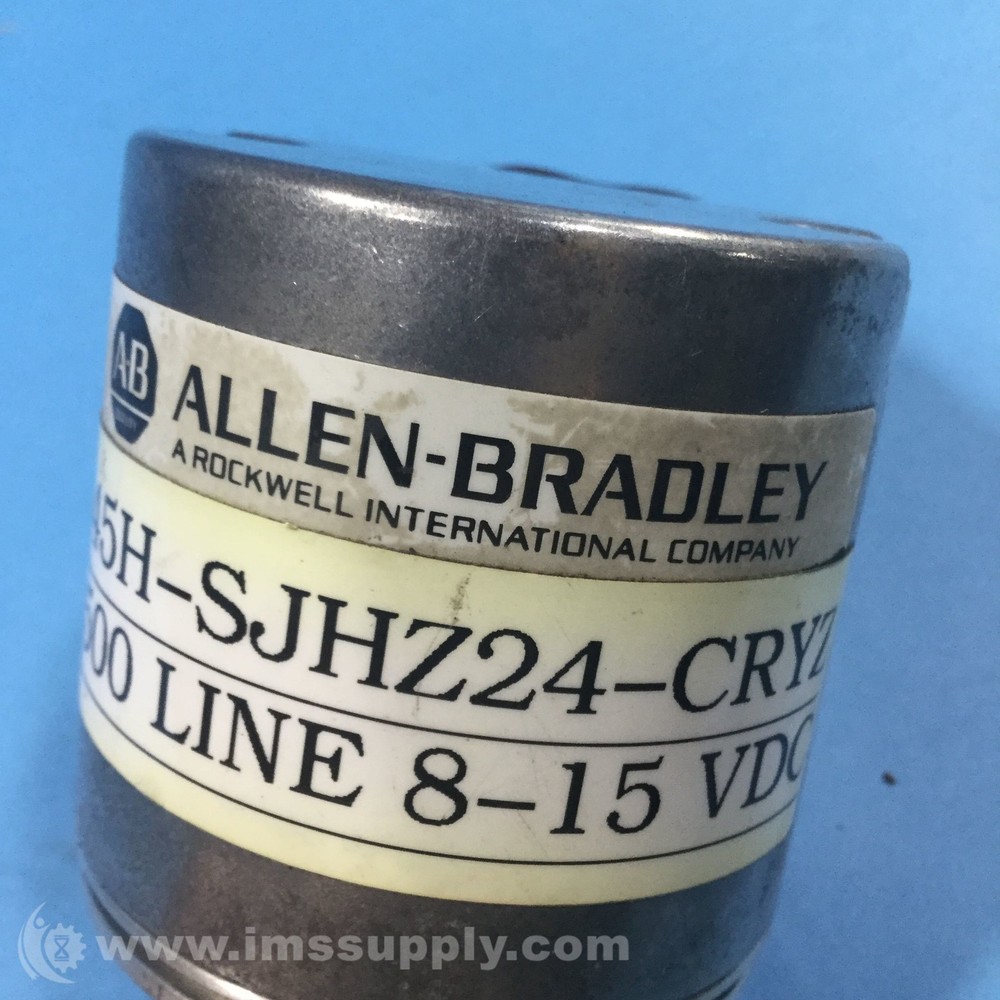 AB
ALLEN-BRADLEY
A ROCKWELL INTERNATIONAL COMPANY
45H-SJHZ24-CRYZ
500 LINE 8-15 VDC
www.imssupply.com